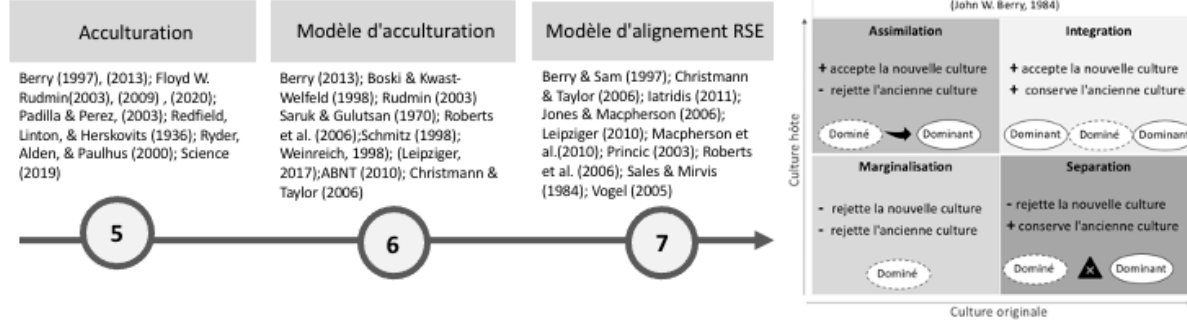 Acculturation
Berry (1997), (2013); Floyd W.
Rudmin(2003), (2009) , (2020);
Padilla & Perez, (2003); Redfield,
Linton, & Herskovits (1936); Ryder,
Alden, & Paulhus (2000); Science
(2019)
5
Modèle d'acculturation
Berry (2013); Boski & Kwast-
Welfeld (1998); Rudmin (2003)
Saruk & Gulutsan (1970); Roberts
et al. (2006);Schmitz (1998);
Weinreich, 1998); (Leipziger,
2017);ABNT (2010); Christmann &
Taylor (2006)
6
Modèle d'alignement RSE
Berry & Sam (1997); Christmann
& Taylor (2006); Iatridis (2011);
Jones & Macpherson (2006);
Leipziger (2010); Macpherson et
al.(2010); Princic (2003); Roberts
et al. (2006); Sales & Mirvis
(1984); Vogel (2005)
7
(John W. Berry, 1984)
Culture hôte
Assimilation
+ accepte la nouvelle culture
- rejette l'ancienne culture
Dominé
Dominant
Integration
+ accepte la nouvelle culture
+ conserve l'ancienne culture
Dominant
Dominé
Dominant
Marginalisation
- rejette la nouvelle culture
- rejette l'ancienne culture
Dominé
Separation
- rejette la nouvelle culture
+ conserve l'ancienne culture
Dominé
x
Dominant
Culture originale